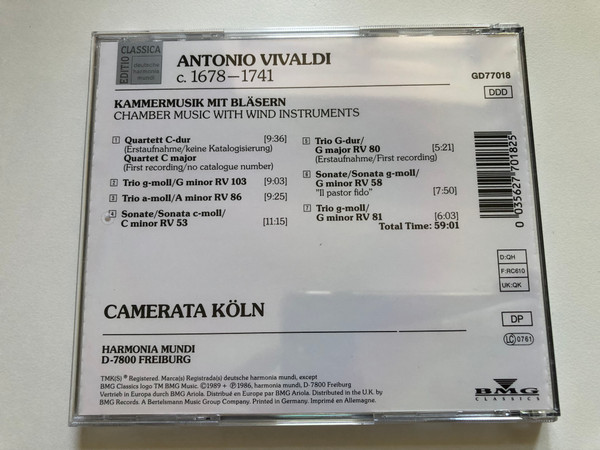 EDITIO
CLASSICA
deutsche
harmonia
mundi
ANTONIO VIVALDI
c. 1678–1741
GD77018
DDD
KAMMERMUSIK MIT BLÄSERN
CHAMBER MUSIC WITH WIND INSTRUMENTS
1 Quartett C-dur [9:36]
(Erstaufnahme/keine Katalogisierung)
Quartet C major
(First recording/no catalogue number)
2 Trio g-moll/G minor RV 103 [9:03]
3 Trio a-moll/A minor RV 86 [9:25]
4 Sonate/Sonata c-moll/
C minor RV 53 [11:15]
5 Trio G-dur/
G major RV 80 [5:21]
(Erstaufnahme/First recording)
6 Sonate/Sonata g-moll/
G minor RV 58
"Il pastor fido" [7:50]
7 Trio g-moll/
G minor RV 81 [6:03]
Total Time: 59:01
0 035627 701825
D:QH
F:RC610
UK:QK
CAMERATA KÖLN
DP
LC 0761
HARMONIA MUNDI
D-7800 FREIBURG
TMK(S) ® Registered. Marca(s) Registrada(s) deutsche harmonia mundi, except
BMG Classics logo TM BMG Music. ©1989 + ℗1986, harmonia mundi, D-7800 Freiburg
Vertrieb in Europa durch BMG Ariola. Distribué en Europe par BMG Ariola. Distributed in the U.K. by
BMG Records. A Bertelsmann Music Group Company. Printed in Germany. Imprimé en Allemagne.
BMG
CLASSICS